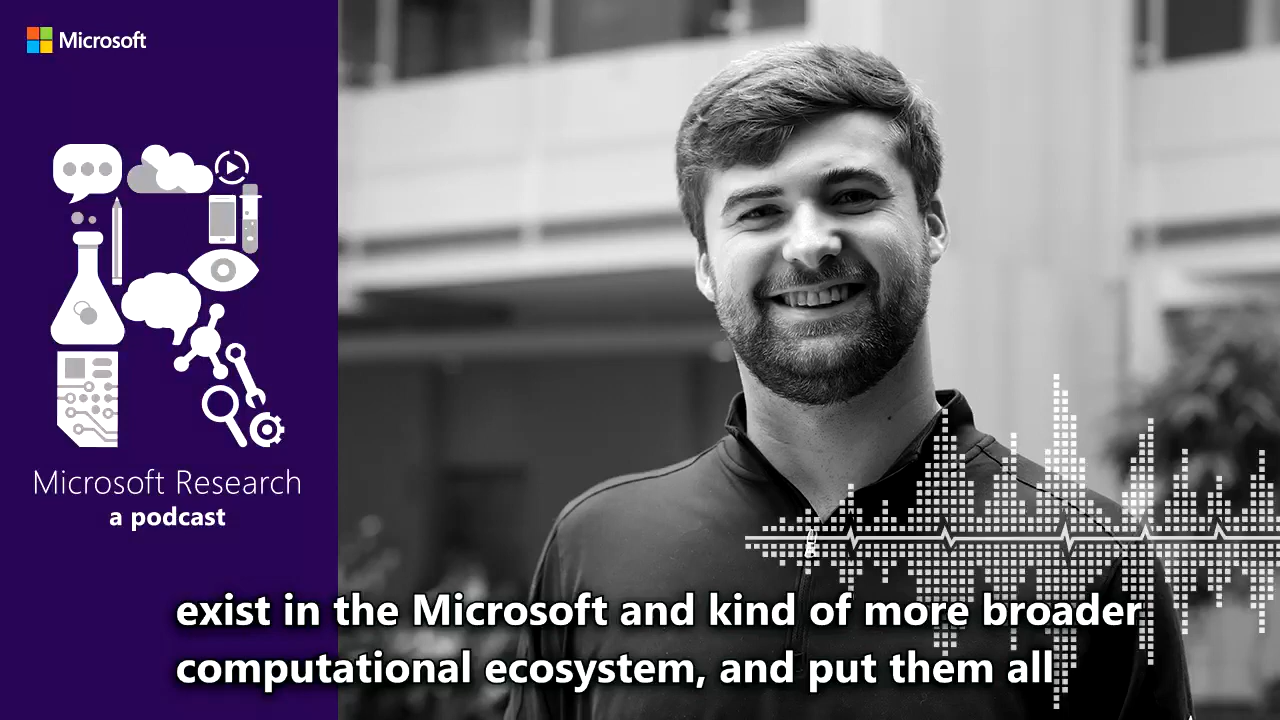 Microsoft
Microsoft Research
a podcast
exist in the Microsoft and kind of more broader
computational ecosystem, and put them all